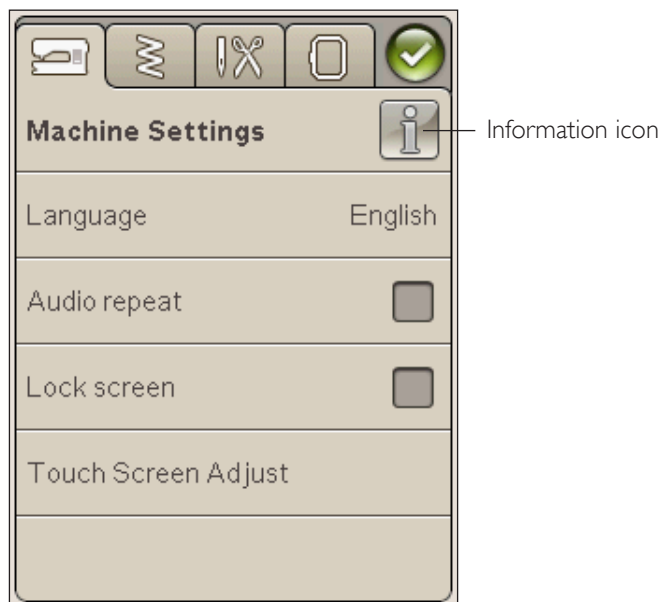 Machine Settings
Information icon
Language English
Audio repeat
Lock screen
Touch Screen Adjust